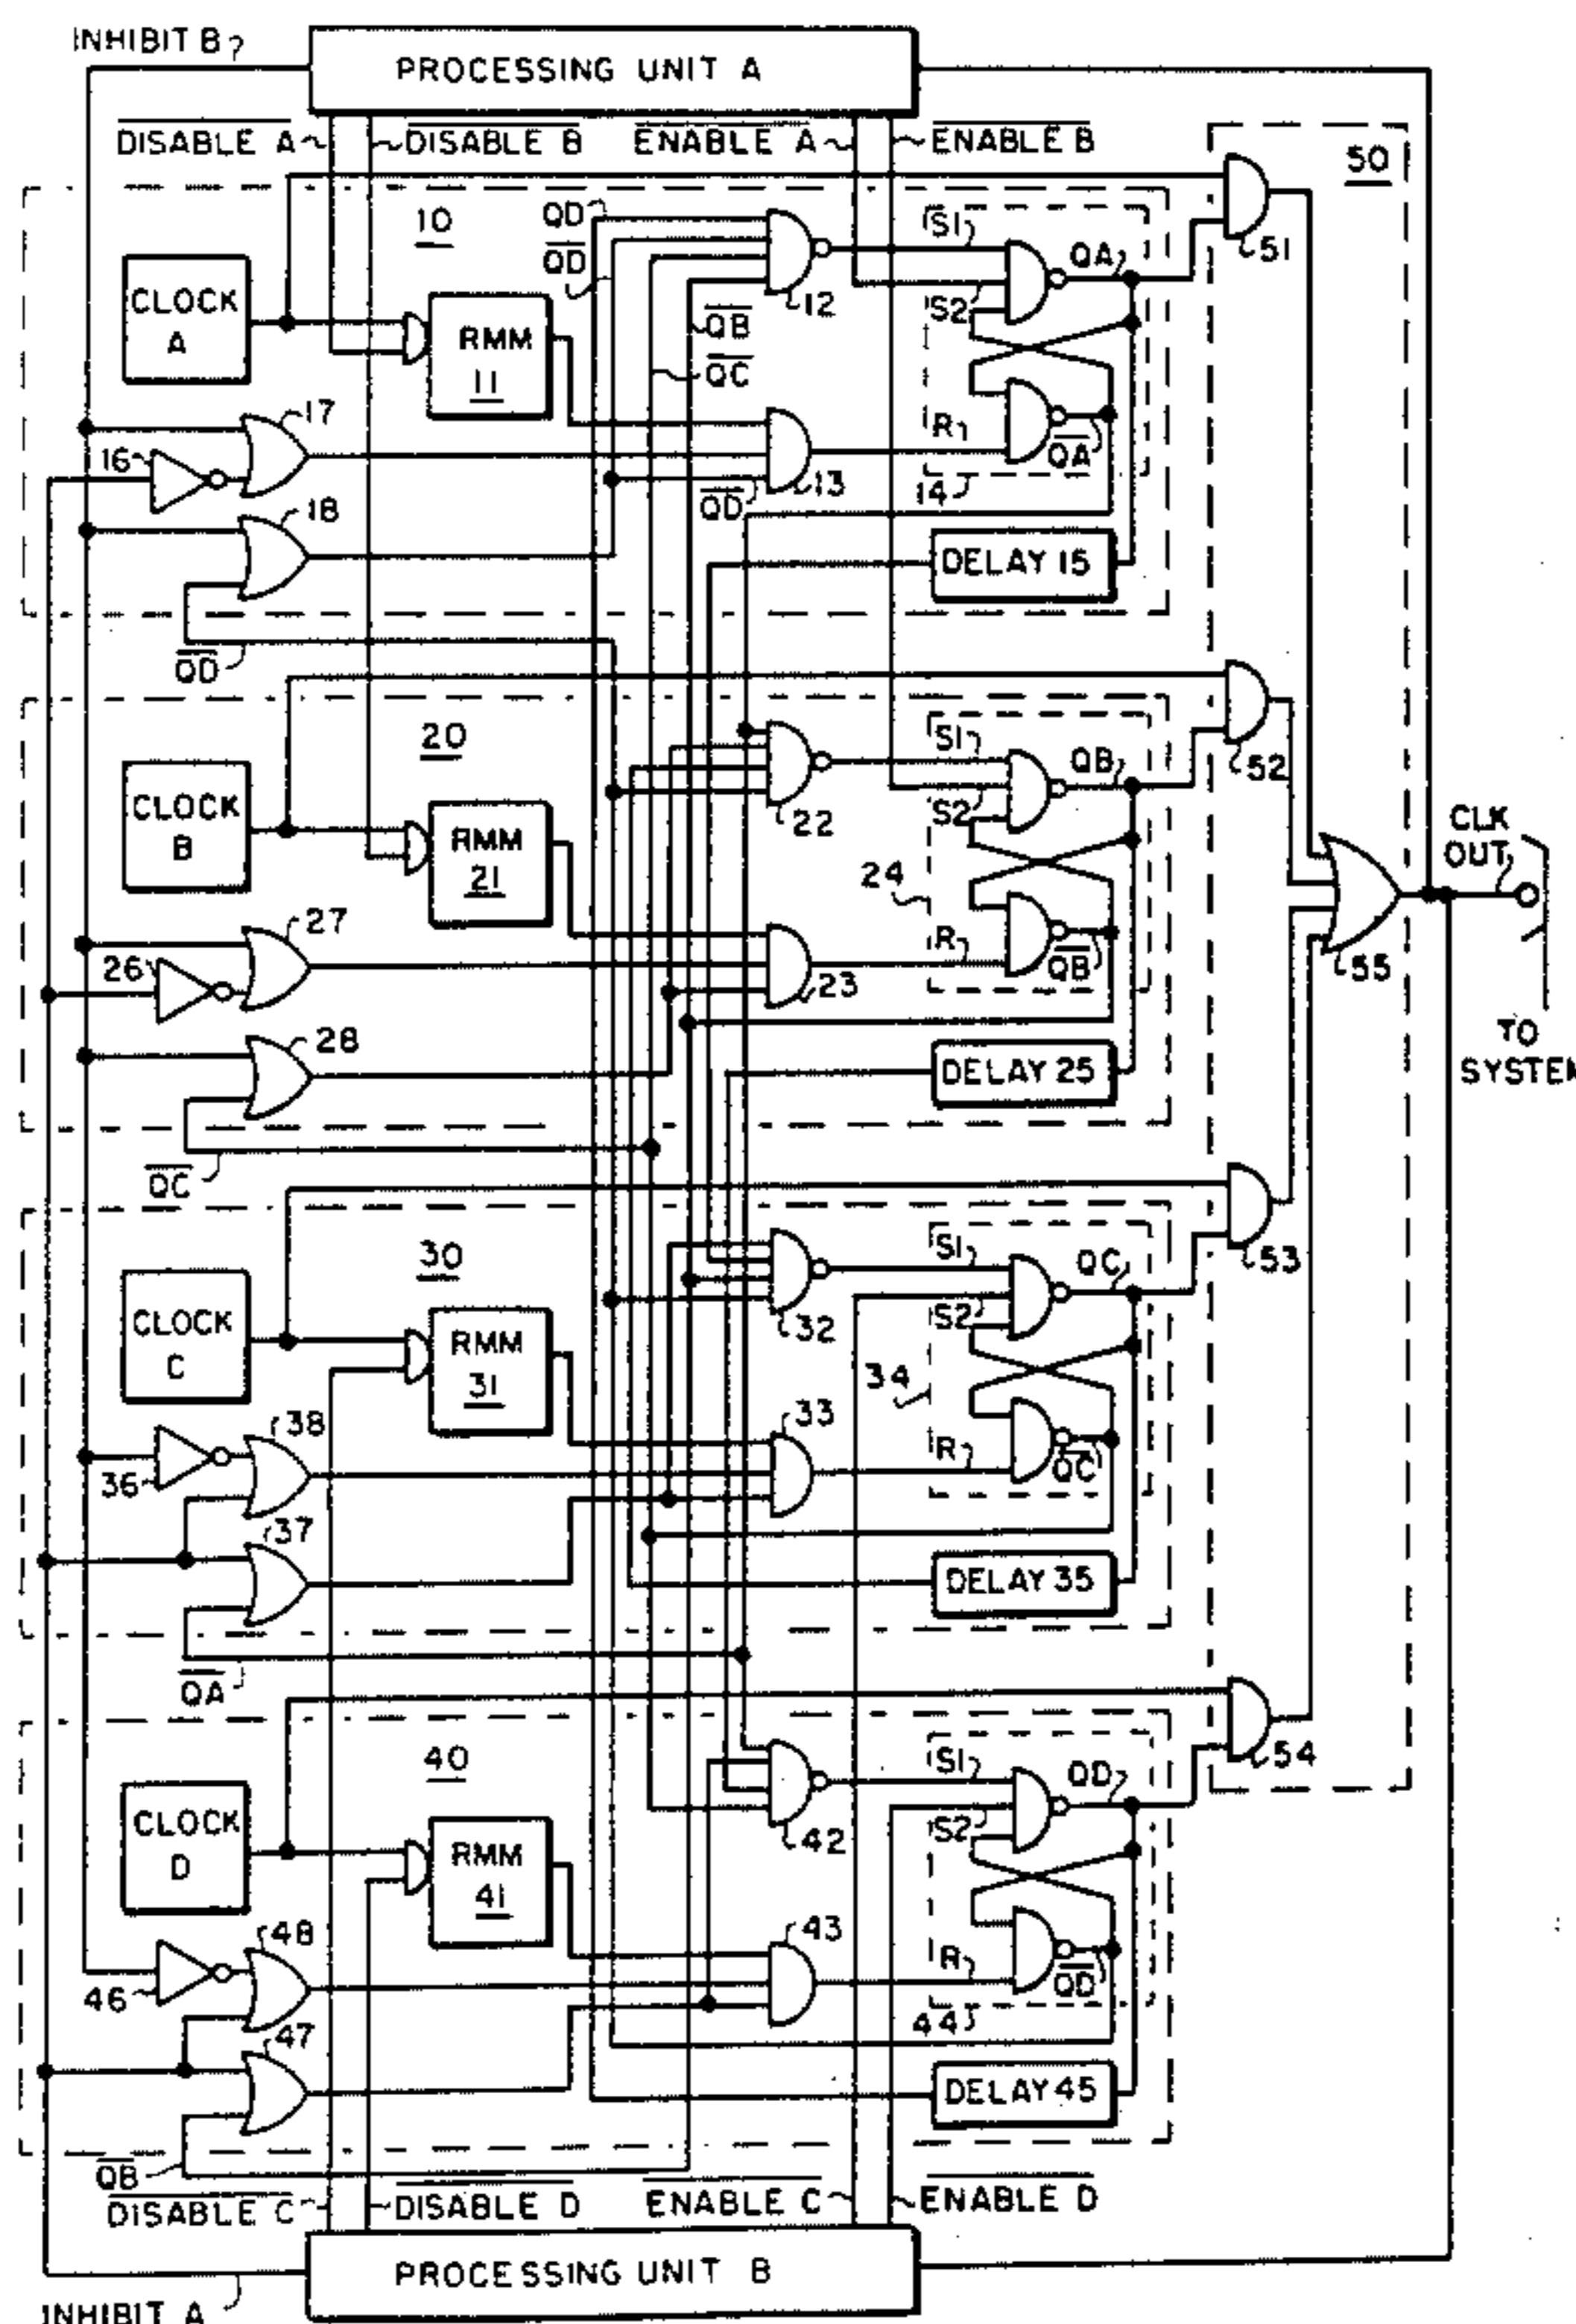 INHIBIT B
PROCESSING UNIT A
DISABLE A
DISABLE B
ENABLE A
ENABLE B
50
10
QD
QD
S1
QA
51
CLOCK A
RMM 11
12
S2
QB
QC
17
16
R
QA
13
14
QD
18
DELAY 15
QD
20
S1
QB
52
CLOCK B
RMM 21
22
S2
CLK OUT
24
27
26
R
QB
23
55
28
DELAY 25
TO SYSTEM
QC
30
S1
QC
53
CLOCK C
RMM 31
32
S2
34
38
33
36
R
QC
37
DELAY 35
QA
40
S1
QD
54
CLOCK D
RMM 41
42
S2
48
43
46
R
QD
44
47
DELAY 45
QB
DISABLE C
DISABLE D
ENABLE C
ENABLE D
PROCESSING UNIT B
INHIBIT A